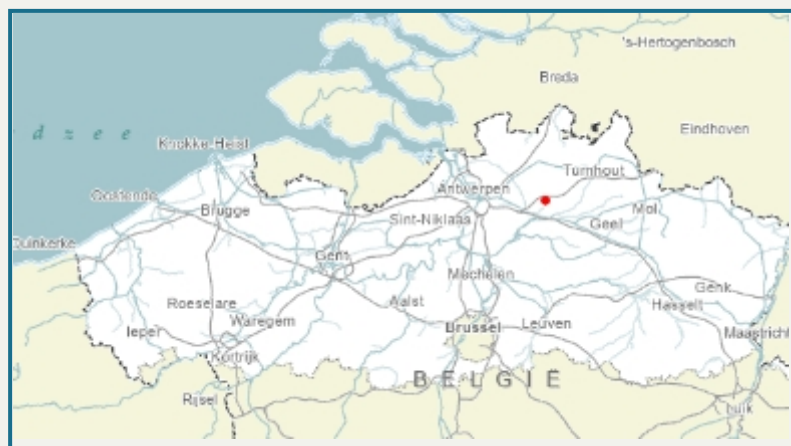 's-Hertogenbosch
Breda
dzee
Eindhoven
Knokke-Heist
Turnhout
Antwerpen
Oostende
Brugge
Mol
Sint-Niklaas
Geel
Duinkerke
Gent
Mechelen
Genk
Roeselare
Aalst
Hasselt
Waregem
Brussel
Leuven
Ieper
Maastricht
Kortrijk
BELGIË
Rijsel
Luik